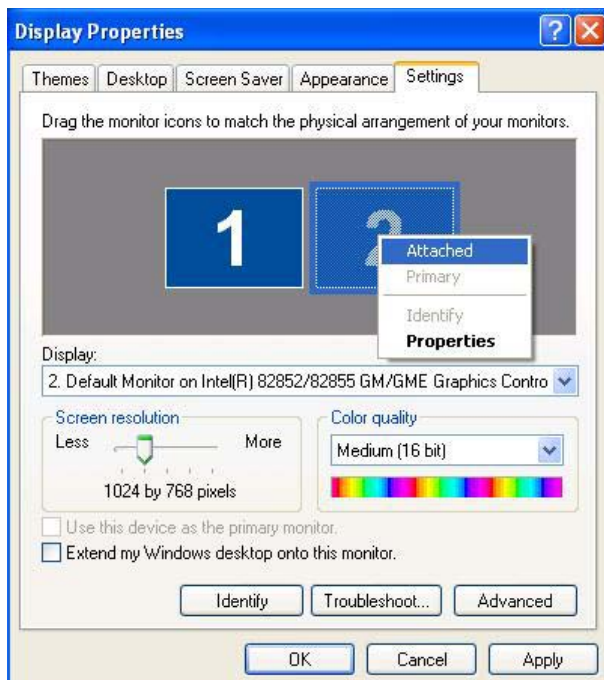 Display Properties
Themes Desktop Screen Saver Appearance Settings
Drag the monitor icons to match the physical arrangement of your monitors.
1 2
Attached
Primary
Identify
Properties
Display:
2. Default Monitor on Intel(R) 82852/82855 GM/GME Graphics Contro
Screen resolution
Less More
1024 by 768 pixels
Color quality
Medium (16 bit)
Use this device as the primary monitor.
Extend my Windows desktop onto this monitor.
Identify Troubleshoot... Advanced
OK Cancel Apply